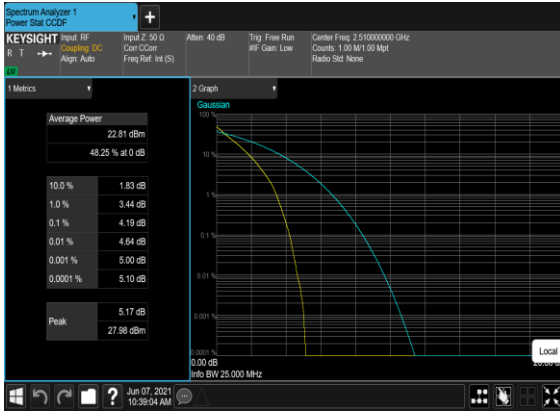 Spectrum Analyzer 1
Power Stat CCDF
+
KEYSIGHT
R T
Input: RF
Coupling: DC
Align: Auto
Input Z: 50 Ω
Corr CCorr
Freq Ref: Int (S)
Atten: 40 dB
Trig: Free Run
#IF Gain: Low
Center Freq: 2.510000000 GHz
Counts: 1.00 M/1.00 Mpt
Radio Std: None
1 Metrics
Average Power
22.81 dBm
48.25 % at 0 dB
10.0 % 1.83 dB
1.0 % 3.44 dB
0.1 % 4.19 dB
0.01 % 4.64 dB
0.001 % 5.00 dB
0.0001 % 5.10 dB
Peak
5.17 dB
27.98 dBm
2 Graph
Gaussian
100 %
10 %
1 %
0.1 %
0.01 %
0.001 %
0.0001 %
0.00 dB
Info BW 25.000 MHz
Local
?
Jun 07, 2021
10:39:04 AM